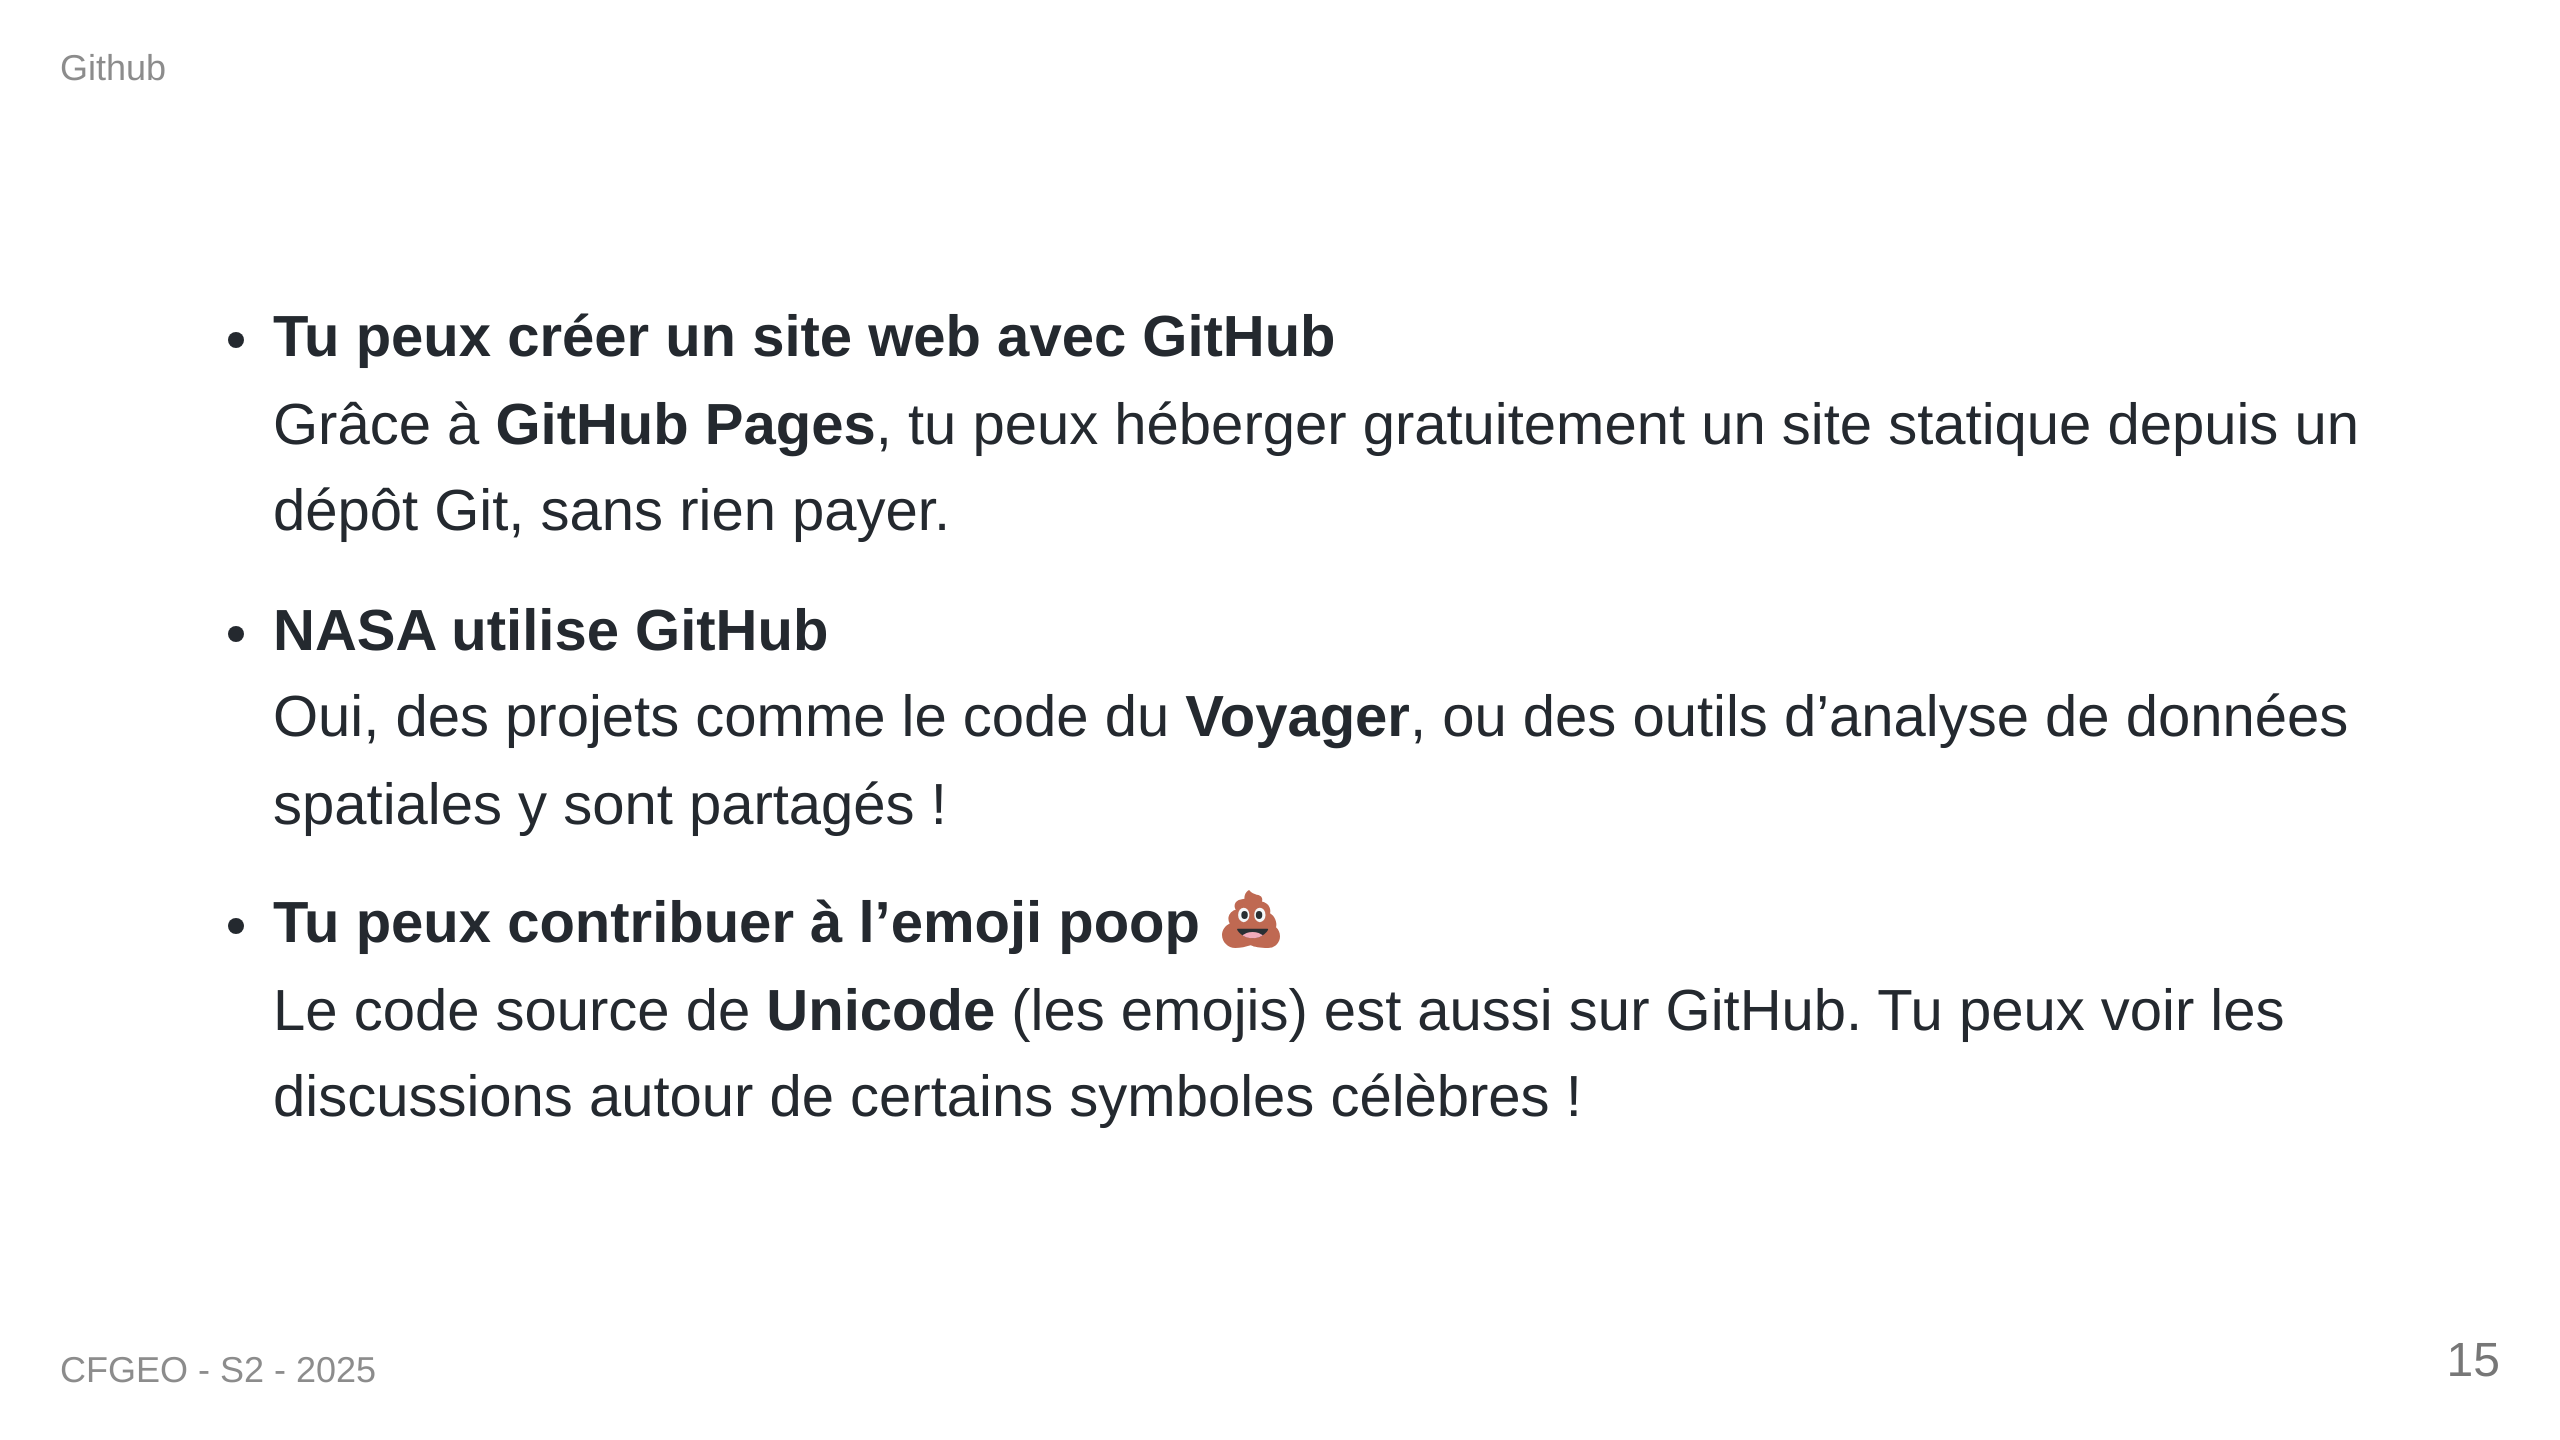 Github
• Tu peux créer un site web avec GitHub
Grâce à GitHub Pages, tu peux héberger gratuitement un site statique depuis un
dépôt Git, sans rien payer.
• NASA utilise GitHub
Oui, des projets comme le code du Voyager, ou des outils d’analyse de données
spatiales y sont partagés !
• Tu peux contribuer à l’emoji poop 💩
Le code source de Unicode (les emojis) est aussi sur GitHub. Tu peux voir les
discussions autour de certains symboles célèbres !
CFGEO - S2 - 2025
15